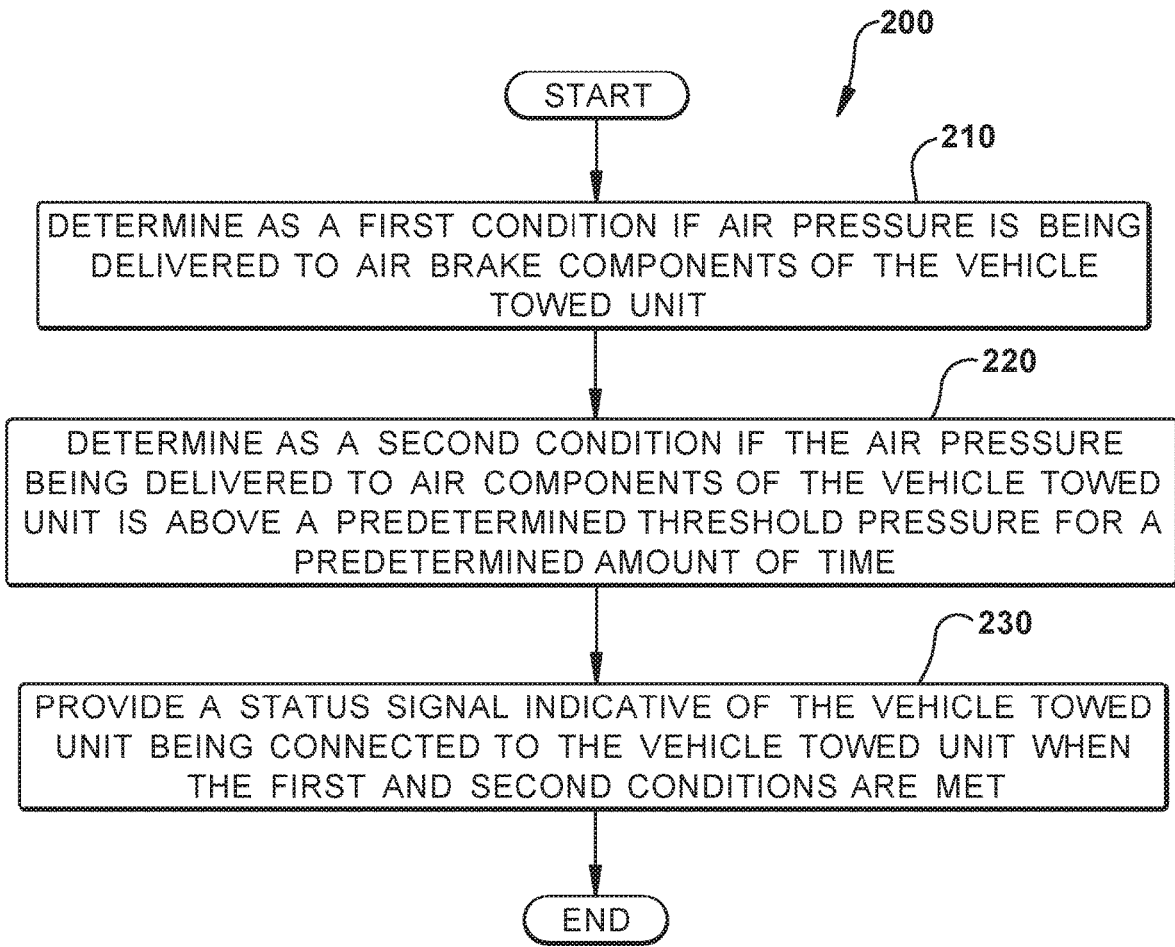 200
START
210
DETERMINE AS A FIRST CONDITION IF AIR PRESSURE IS BEING
DELIVERED TO AIR BRAKE COMPONENTS OF THE VEHICLE
TOWED UNIT
220
DETERMINE AS A SECOND CONDITION IF THE AIR PRESSURE
BEING DELIVERED TO AIR COMPONENTS OF THE VEHICLE TOWED
UNIT IS ABOVE A PREDETERMINED THRESHOLD PRESSURE FOR A
PREDETERMINED AMOUNT OF TIME
230
PROVIDE A STATUS SIGNAL INDICATIVE OF THE VEHICLE TOWED
UNIT BEING CONNECTED TO THE VEHICLE TOWED UNIT WHEN
THE FIRST AND SECOND CONDITIONS ARE MET
END